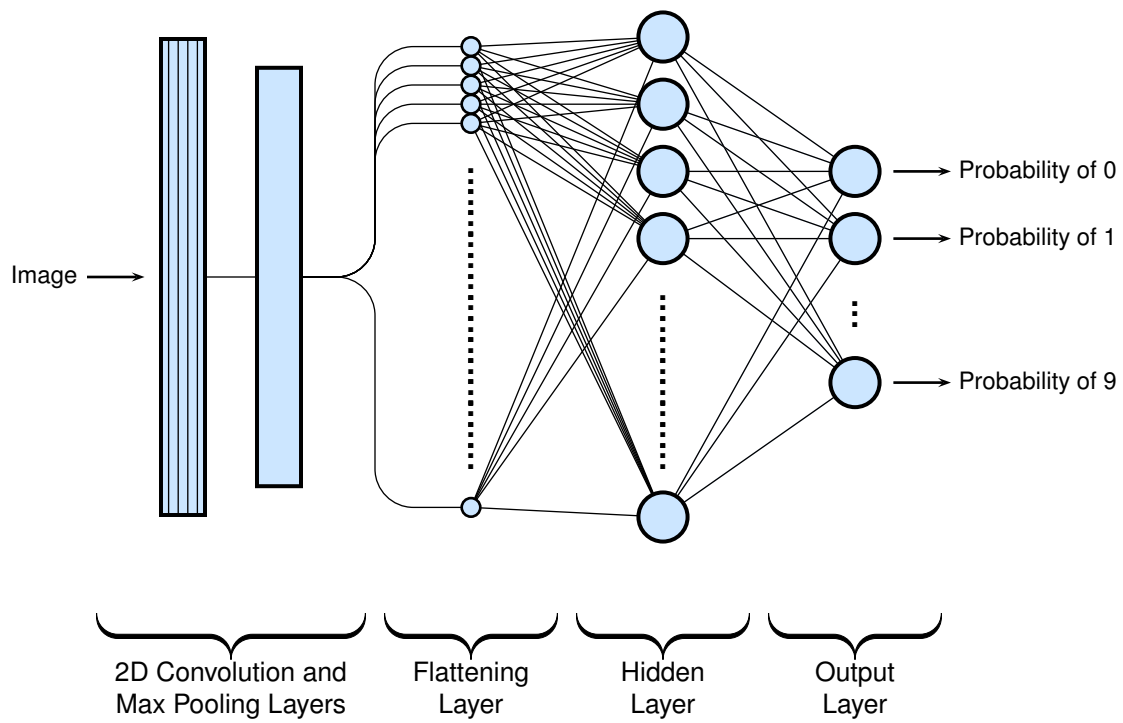 Probability of 0
Probability of 1
Image
Probability of 9
2D Convolution and
Max Pooling Layers
Flattening
Layer
Hidden
Layer
Output
Layer